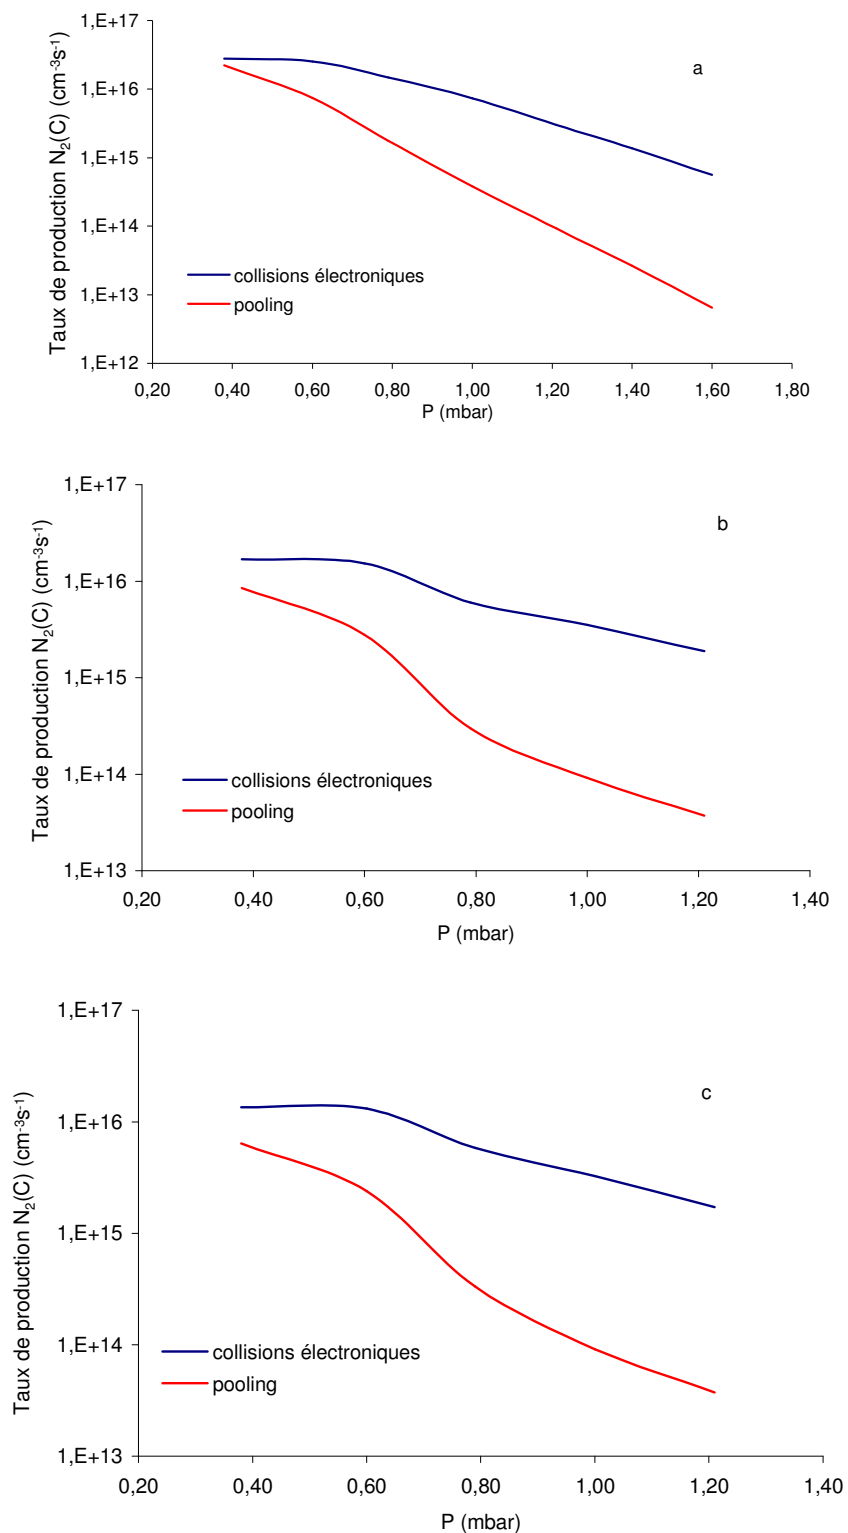 a
Taux de production N₂(C) (cm⁻³s⁻¹)
1,E+17
1,E+16
1,E+15
1,E+14
1,E+13
1,E+12
collisions électroniques
pooling
0,20 0,40 0,60 0,80 1,00 1,20 1,40 1,60 1,80
P (mbar)
b
Taux de production N₂(C) (cm⁻³s⁻¹)
1,E+17
1,E+16
1,E+15
1,E+14
1,E+13
collisions électroniques
pooling
0,20 0,40 0,60 0,80 1,00 1,20 1,40
P (mbar)
c
Taux de production N₂(C) (cm⁻³s⁻¹)
1,E+17
1,E+16
1,E+15
1,E+14
1,E+13
collisions électroniques
pooling
0,20 0,40 0,60 0,80 1,00 1,20 1,40
P (mbar)